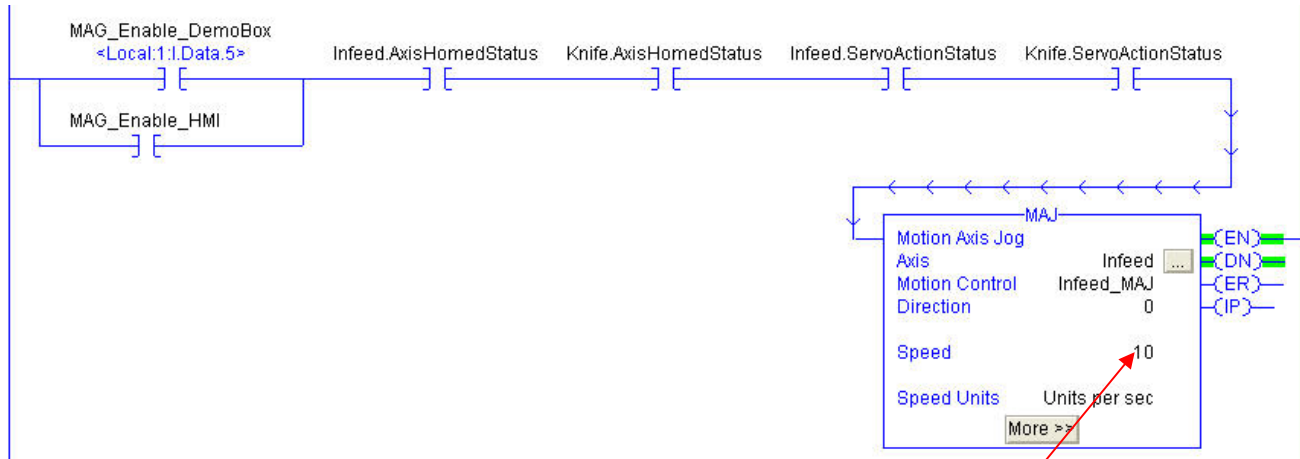 MAG_Enable_DemoBox
<Local:1:I.Data.5>
Infeed.AxisHomedStatus
Knife.AxisHomedStatus
Infeed.ServoActionStatus
Knife.ServoActionStatus
MAG_Enable_HMI
MAJ
Motion Axis Jog
Axis Infeed ...
Motion Control Infeed_MAJ
Direction 0
Speed 10
Speed Units Units per sec
More >>
EN
DN
ER
IP